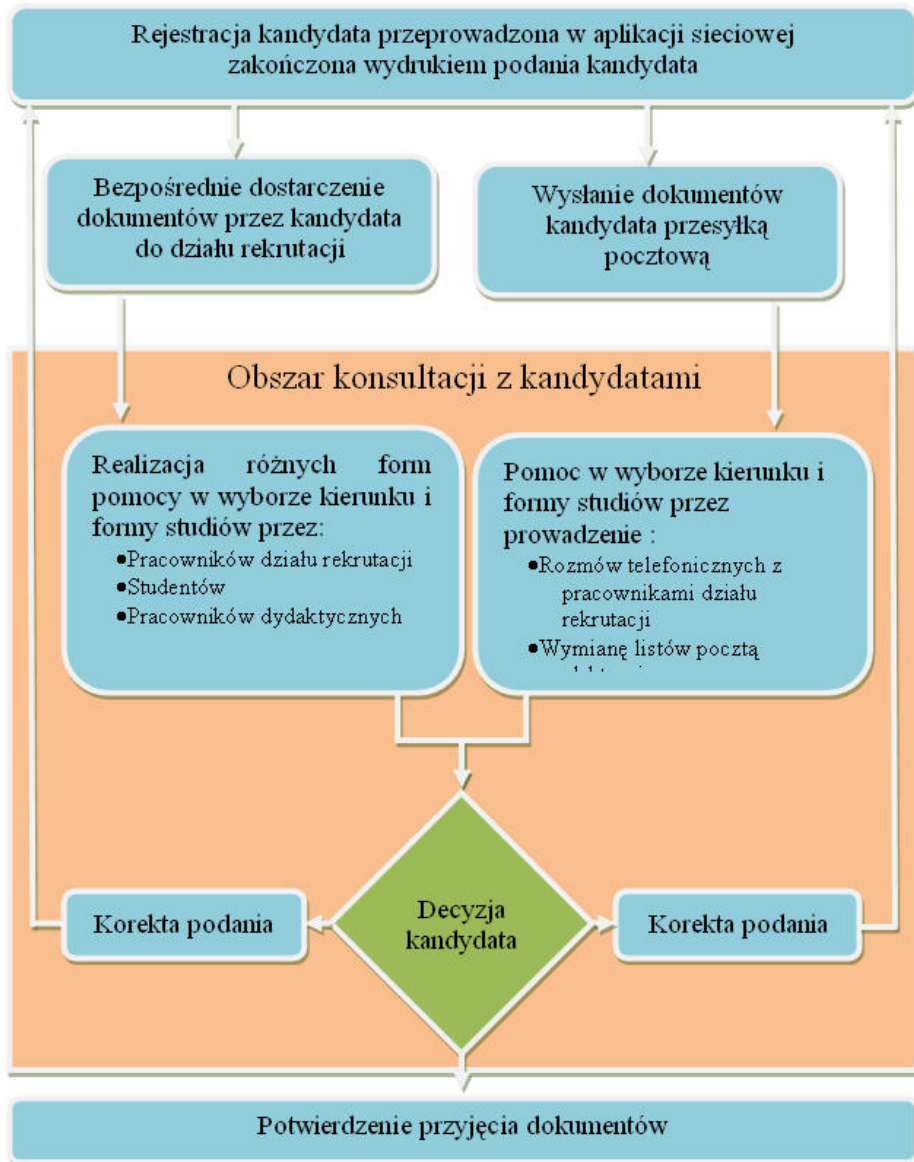 Rejestracja kandydata przeprowadzona w aplikacji sieciowej
zakończona wydrukiem podania kandydata
Bezpośrednie dostarczenie
dokumentów przez kandydata
do działu rekrutacji
Wysłanie dokumentów
kandydata przesyłką
pocztową
Obszar konsultacji z kandydatami
Realizacja różnych form
pomocy w wyborze kierunku i
formy studiów przez:
•Pracowników działu rekrutacji
•Studentów
•Pracowników dydaktycznych
Pomoc w wyborze kierunku i
formy studiów przez
prowadzenie :
•Rozmów telefonicznych z
pracownikami działu
rekrutacji
•Wymianę listów pocztą
Decyzja
kandydata
Korekta podania
Korekta podania
Potwierdzenie przyjęcia dokumentów